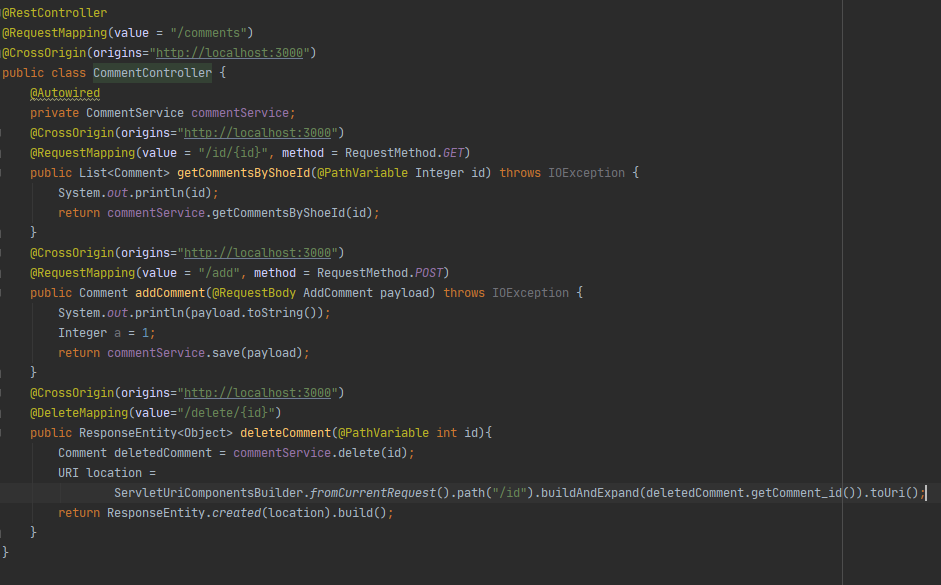 @RestController
@RequestMapping(value = "/comments")
@CrossOrigin(origins="http://localhost:3000")
public class CommentController {
@Autowired
private CommentService commentService;
@CrossOrigin(origins="http://localhost:3000")
@RequestMapping(value = "/id/{id}", method = RequestMethod.GET)
public List<Comment> getCommentsByShoeId(@PathVariable Integer id) throws IOException {
System.out.println(id);
return commentService.getCommentsByShoeId(id);
}
@CrossOrigin(origins="http://localhost:3000")
@RequestMapping(value = "/add", method = RequestMethod.POST)
public Comment addComment(@RequestBody AddComment payload) throws IOException {
System.out.println(payload.toString());
Integer a = 1;
return commentService.save(payload);
}
@CrossOrigin(origins="http://localhost:3000")
@DeleteMapping(value="/delete/{id}")
public ResponseEntity<Object> deleteComment(@PathVariable int id){
Comment deletedComment = commentService.delete(id);
URI location =
ServletUriComponentsBuilder.fromCurrentRequest().path("/id").buildAndExpand(deletedComment.getComment_id()).toUri();
return ResponseEntity.created(location).build();
}
}